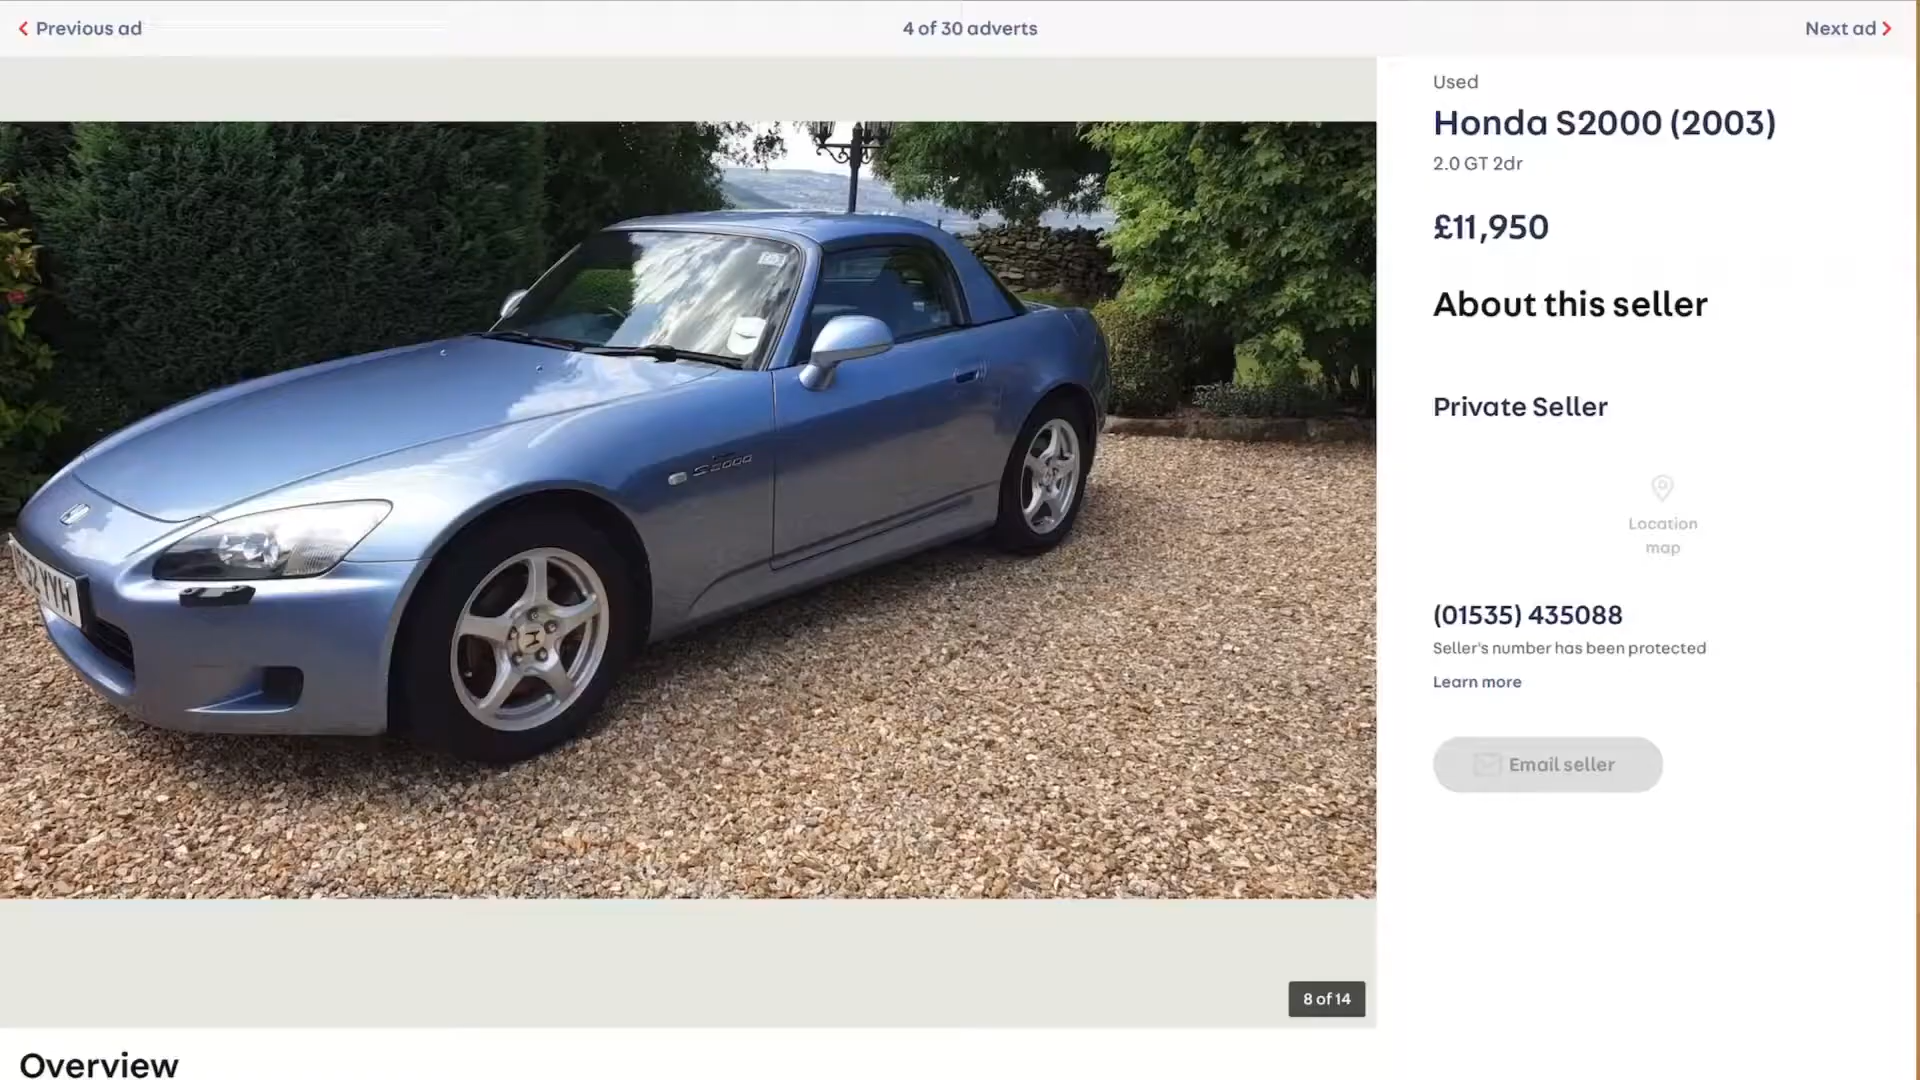 Previous ad
4 of 30 adverts
Next ad
Used
Honda S2000 (2003)
2.0 GT 2dr
£11,950
About this seller
Private Seller
Location
map
(01535) 435088
Seller's number has been protected
Learn more
Email seller
S2000
52 YYH
8 of 14
Overview